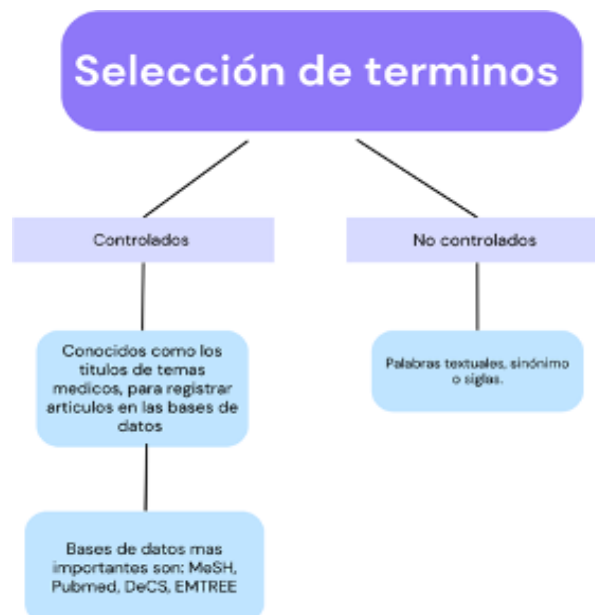 Selección de terminos
Controlados
No controlados
Conocidos como los
titulos de temas
medicos, para registrar
articulos en las bases de
datos
Palabras textuales, sinónimo
o siglas.
Bases de datos mas
importantes son: MeSH,
Pubmed, DeCS, EMTREE